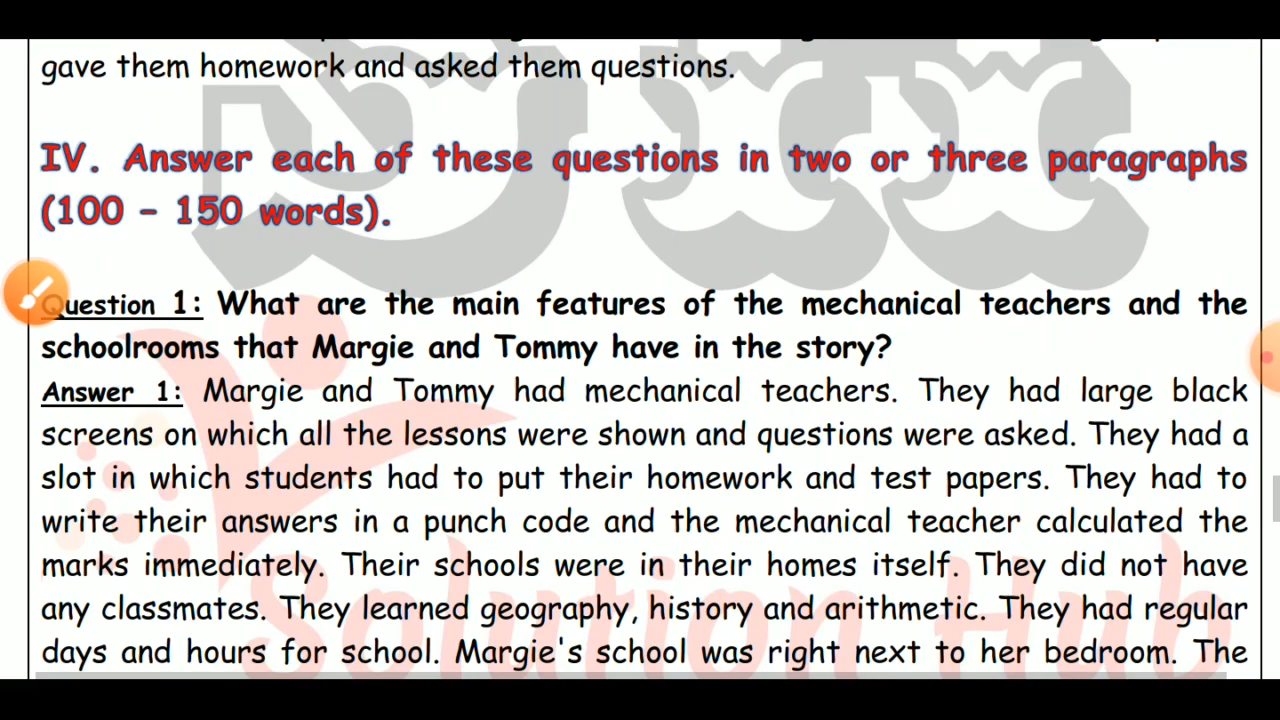 gave them homework and asked them questions.
IV. Answer each of these questions in two or three paragraphs
(100 – 150 words).
Question 1: What are the main features of the mechanical teachers and the
schoolrooms that Margie and Tommy have in the story?
Answer 1: Margie and Tommy had mechanical teachers. They had large black
screens on which all the lessons were shown and questions were asked. They had a
slot in which students had to put their homework and test papers. They had to
write their answers in a punch code and the mechanical teacher calculated the
marks immediately. Their schools were in their homes itself. They did not have
any classmates. They learned geography, history and arithmetic. They had regular
days and hours for school. Margie's school was right next to her bedroom. The
Solution Hub